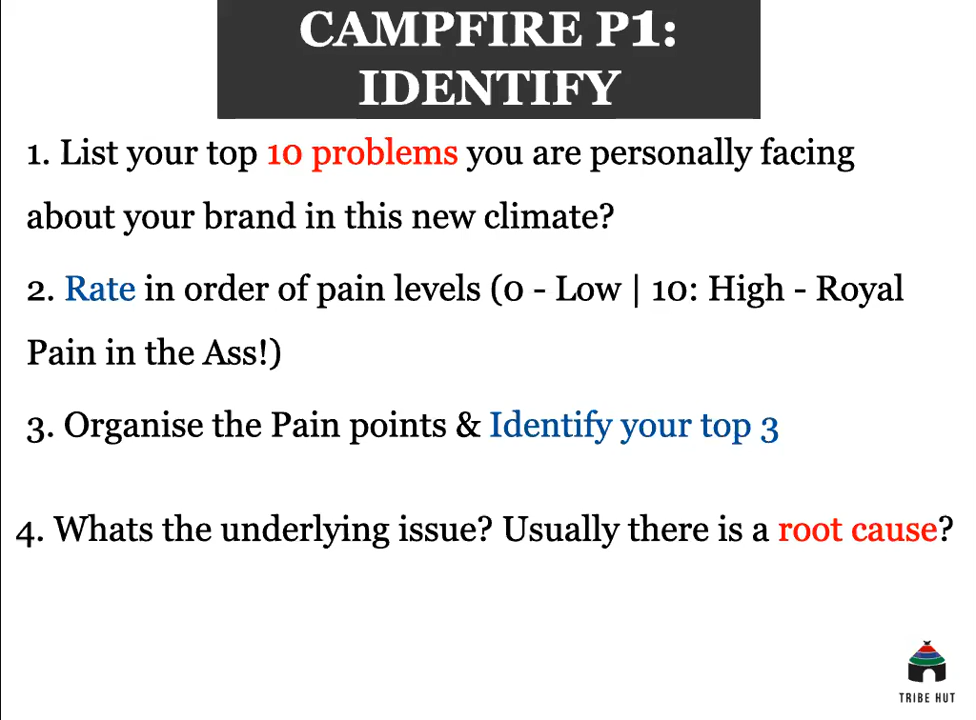 CAMPFIRE P1:
IDENTIFY
1. List your top 10 problems you are personally facing
about your brand in this new climate?
2. Rate in order of pain levels (0 - Low | 10: High - Royal
Pain in the Ass!)
3. Organise the Pain points & Identify your top 3
4. Whats the underlying issue? Usually there is a root cause?
TRIBE HUT